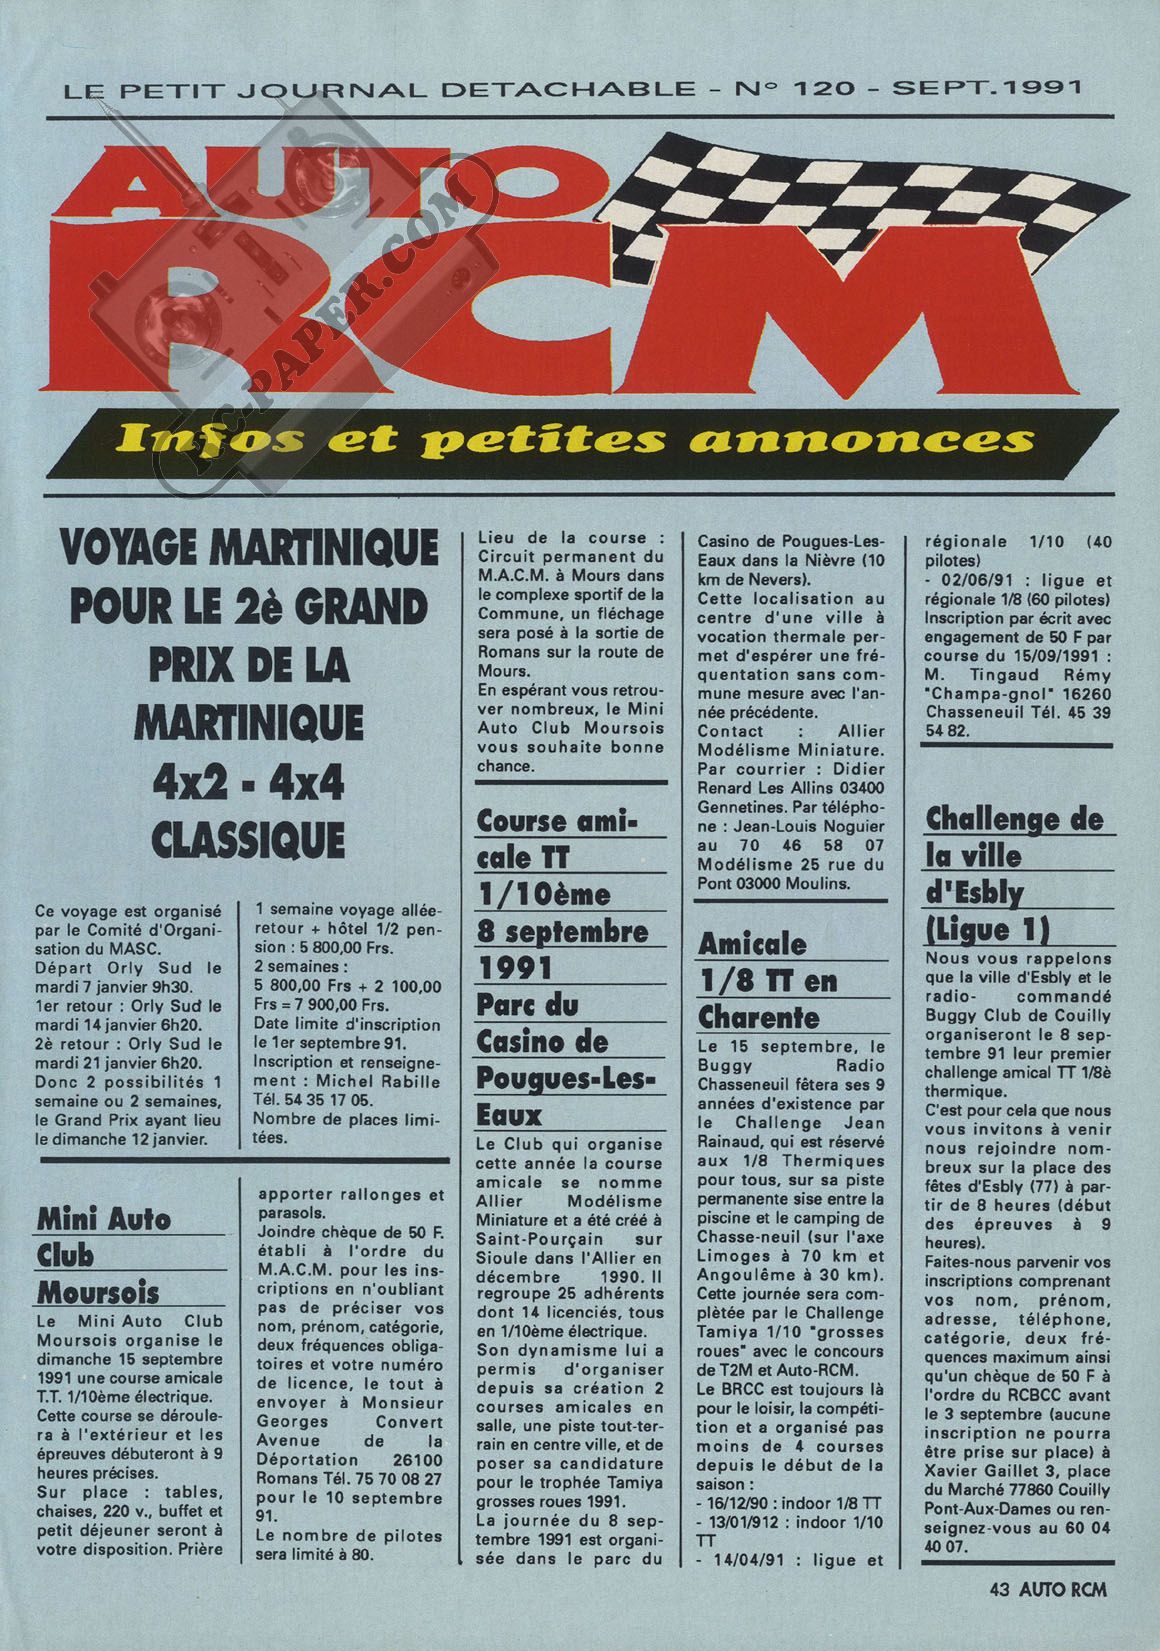 LE PETIT JOURNAL DETACHABLE - N° 120 - SEPT.1991
AUTO
RCM
RC-PAPER.COM
Infos et petites annonces
VOYAGE MARTINIQUE
POUR LE 2è GRAND
PRIX DE LA
MARTINIQUE
4x2 - 4x4
CLASSIQUE
Ce voyage est organisé
par le Comité d'Organi-
sation du MASC.
Départ Orly Sud le
mardi 7 janvier 9h30.
1er retour : Orly Sud le
mardi 14 janvier 6h20.
2è retour : Orly Sud le
mardi 21 janvier 6h20.
Donc 2 possibilités 1
semaine ou 2 semaines,
le Grand Prix ayant lieu
le dimanche 12 janvier.
1 semaine voyage allée-
retour + hôtel 1/2 pen-
sion : 5 800,00 Frs.
2 semaines :
5 800,00 Frs + 2 100,00
Frs = 7 900,00 Frs.
Date limite d'inscription
le 1er septembre 91.
Inscription et renseigne-
ment : Michel Rabille
Tél. 54 35 17 05.
Nombre de places limi-
tées.
Mini Auto
Club
Moursois
Le Mini Auto Club
Moursois organise le
dimanche 15 septembre
1991 une course amicale
T.T. 1/10ème électrique.
Cette course se déroule-
ra à l'extérieur et les
épreuves débuteront à 9
heures précises.
Sur place : tables,
chaises, 220 v., buffet et
petit déjeuner seront à
votre disposition. Prière
apporter rallonges et
parasols.
Joindre chèque de 50 F.
établi à l'ordre du
M.A.C.M. pour les ins-
criptions en n'oubliant
pas de préciser vos
nom, prénom, catégorie,
deux fréquences obliga-
toires et votre numéro
de licence, le tout à
envoyer à Monsieur
Georges Convert
Avenue de la
Déportation 26100
Romans Tél. 75 70 08 27
pour le 10 septembre
91.
Le nombre de pilotes
sera limité à 80.
Lieu de la course :
Circuit permanent du
M.A.C.M. à Mours dans
le complexe sportif de la
Commune, un fléchage
sera posé à la sortie de
Romans sur la route de
Mours.
En espérant vous retrou-
ver nombreux, le Mini
Auto Club Moursois
vous souhaite bonne
chance.
Course ami-
cale TT
1/10ème
8 septembre
1991
Parc du
Casino de
Pougues-Les-
Eaux
Le Club qui organise
cette année la course
amicale se nomme
Allier Modélisme
Miniature et a été créé à
Saint-Pourçain sur
Sioule dans l'Allier en
décembre 1990. Il
regroupe 25 adhérents
dont 14 licenciés, tous
en 1/10ème électrique.
Son dynamisme lui a
permis d'organiser
depuis sa création 2
courses amicales en
salle, une piste tout-ter-
rain en centre ville, et de
poser sa candidature
pour le trophée Tamiya
grosses roues 1991.
La journée du 8 sep-
tembre 1991 est organi-
sée dans le parc du
Casino de Pougues-Les-
Eaux dans la Nièvre (10
km de Nevers).
Cette localisation au
centre d'une ville à
vocation thermale per-
met d'espérer une fré-
quentation sans com-
mune mesure avec l'an-
née précédente.
Contact : Allier
Modélisme Miniature.
Par courrier : Didier
Renard Les Allins 03400
Gennetines. Par télépho-
ne : Jean-Louis Noguier
au 70 46 58 07
Modélisme 25 rue du
Pont 03000 Moulins.
Amicale
1/8 TT en
Charente
Le 15 septembre, le
Buggy Radio
Chasseneuil fêtera ses 9
années d'existence par
le Challenge Jean
Rainaud, qui est réservé
aux 1/8 Thermiques
pour tous, sur sa piste
permanente sise entre la
piscine et le camping de
Chasse-neuil (sur l'axe
Limoges à 70 km et
Angoulême à 30 km).
Cette journée sera com-
plètée par le Challenge
Tamiya 1/10 "grosses
roues" avec le concours
de T2M et Auto-RCM.
Le BRCC est toujours là
pour le loisir, la compéti-
tion et a organisé pas
moins de 4 courses
depuis le début de la
saison :
- 16/12/90 : indoor 1/8 TT
- 13/01/912 : indoor 1/10
TT
- 14/04/91 : ligue et
régionale 1/10 (40
pilotes)
- 02/06/91 : ligue et
régionale 1/8 (60 pilotes)
Inscription par écrit avec
engagement de 50 F par
course du 15/09/1991 :
M. Tingaud Rémy
"Champa-gnol" 16260
Chasseneuil Tél. 45 39
54 82.
Challenge de
la ville
d'Esbly
(Ligue 1)
Nous vous rappelons
que la ville d'Esbly et le
radio- commandé
Buggy Club de Couilly
organiseront le 8 sep-
tembre 91 leur premier
challenge amical TT 1/8è
thermique.
C'est pour cela que nous
vous invitons à venir
nous rejoindre nom-
breux sur la place des
fêtes d'Esbly (77) à par-
tir de 8 heures (début
des épreuves à 9
heures).
Faites-nous parvenir vos
inscriptions comprenant
vos nom, prénom,
adresse, téléphone,
catégorie, deux fré-
quences maximum ainsi
qu'un chèque de 50 F à
l'ordre du RCBCC avant
le 3 septembre (aucune
inscription ne pourra
être prise sur place) à
Xavier Gaillet 3, place
du Marché 77860 Couilly
Pont-Aux-Dames ou ren-
seignez-vous au 60 04
40 07.
43 AUTO RCM